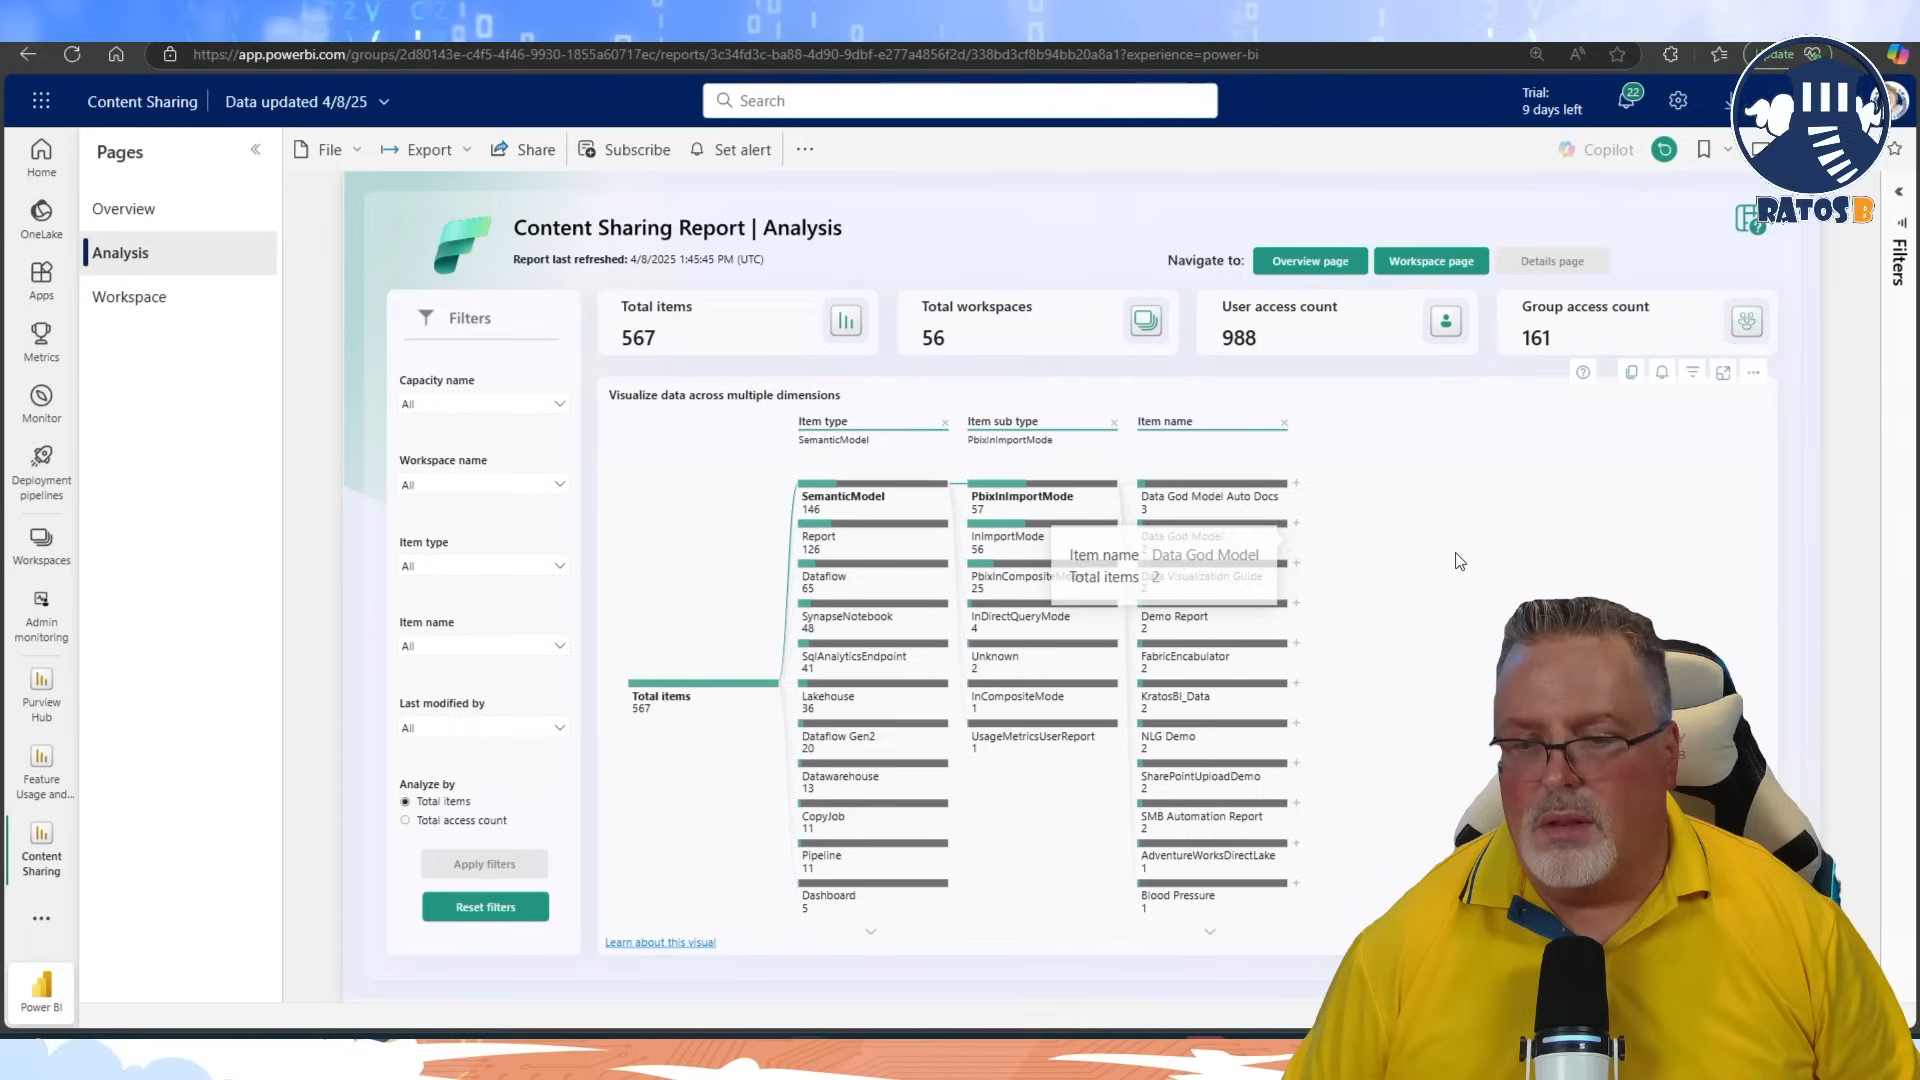 https://app.powerbi.com/groups/2d80143e-c4f5-4f46-9930-1855a60717ec/reports/3c34fd3c-ba88-4d90-9dbf-e277a4856f2d/338bd3cf8b94bb20a8a1?experience=power-bi
Update
Content Sharing
Data updated 4/8/25
Search
Trial:
9 days left
22
RATOS B
Home
OneLake
Apps
Metrics
Monitor
Deployment
pipelines
Workspaces
Admin
monitoring
Purview
Hub
Feature
Usage and...
Content
Sharing
Power BI
Pages
Overview
Analysis
Workspace
File
Export
Share
Subscribe
Set alert
Copilot
Filters
Content Sharing Report | Analysis
Report last refreshed: 4/8/2025 1:45:45 PM (UTC)
Navigate to:
Overview page
Workspace page
Details page
Filters
Capacity name
All
Workspace name
All
Item type
All
Item name
All
Last modified by
All
Analyze by
Total items
Total access count
Apply filters
Reset filters
Total items
567
Total workspaces
56
User access count
988
Group access count
161
Visualize data across multiple dimensions
Item type
SemanticModel
Item sub type
PbixInImportMode
Item name
Total items
567
SemanticModel
146
Report
126
Dataflow
65
SynapseNotebook
48
SqlAnalyticsEndpoint
41
Lakehouse
36
Dataflow Gen2
20
Datawarehouse
13
CopyJob
11
Pipeline
11
Dashboard
5
PbixInImportMode
57
InImportMode
56
PbixInCompositeMo
25
InDirectQueryMode
4
Unknown
2
InCompositeMode
1
UsageMetricsUserReport
1
Data God Model Auto Docs
3
Data God Model
2
Data Visualization Guide
2
Demo Report
2
FabricEncabulator
2
KratosBI_Data
2
NLG Demo
2
SharePointUploadDemo
2
SMB Automation Report
2
AdventureWorksDirectLake
1
Blood Pressure
1
Item name Data God Model
Total items 2
Learn about this visual